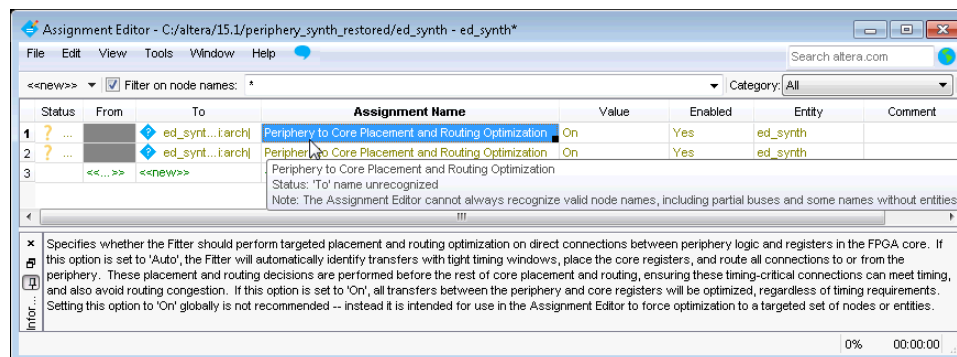 Assignment Editor - C:/altera/15.1/periphery_synth_restored/ed_synth - ed_synth*
File Edit View Tools Window Help Search altera.com
<<new>> Filter on node names: * Category: All
Status From To Assignment Name Value Enabled Entity Comment
1 ? ... ed_synt...i:arch| Periphery to Core Placement and Routing Optimization On Yes ed_synth
2 ? ... ed_synt...i:arch| Periphery to Core Placement and Routing Optimization On Yes ed_synth
3 <<...>> <<new>>
Periphery to Core Placement and Routing Optimization
Status: 'To' name unrecognized
Note: The Assignment Editor cannot always recognize valid node names, including partial buses and some names without entities
Specifies whether the Fitter should perform targeted placement and routing optimization on direct connections between periphery logic and registers in the FPGA core. If
this option is set to 'Auto', the Fitter will automatically identify transfers with tight timing windows, place the core registers, and route all connections to or from the
periphery. These placement and routing decisions are performed before the rest of core placement and routing, ensuring these timing-critical connections can meet timing,
and also avoid routing congestion. If this option is set to 'On', all transfers between the periphery and core registers will be optimized, regardless of timing requirements.
Setting this option to 'On' globally is not recommended -- instead it is intended for use in the Assignment Editor to force optimization to a targeted set of nodes or entities.
Infor...
0% 00:00:00